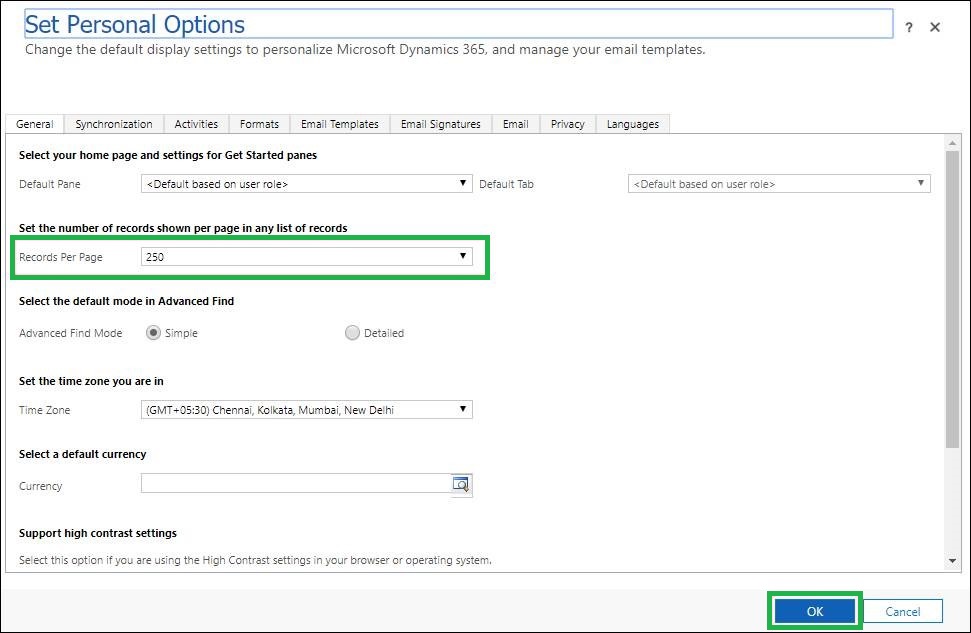 Set Personal Options
? ×
Change the default display settings to personalize Microsoft Dynamics 365, and manage your email templates.
General Synchronization Activities Formats Email Templates Email Signatures Email Privacy Languages
Select your home page and settings for Get Started panes
Default Pane <Default based on user role> Default Tab <Default based on user role>
Set the number of records shown per page in any list of records
Records Per Page 250
Select the default mode in Advanced Find
Advanced Find Mode Simple Detailed
Set the time zone you are in
Time Zone (GMT+05:30) Chennai, Kolkata, Mumbai, New Delhi
Select a default currency
Currency
Support high contrast settings
Select this option if you are using the High Contrast settings in your browser or operating system.
OK Cancel